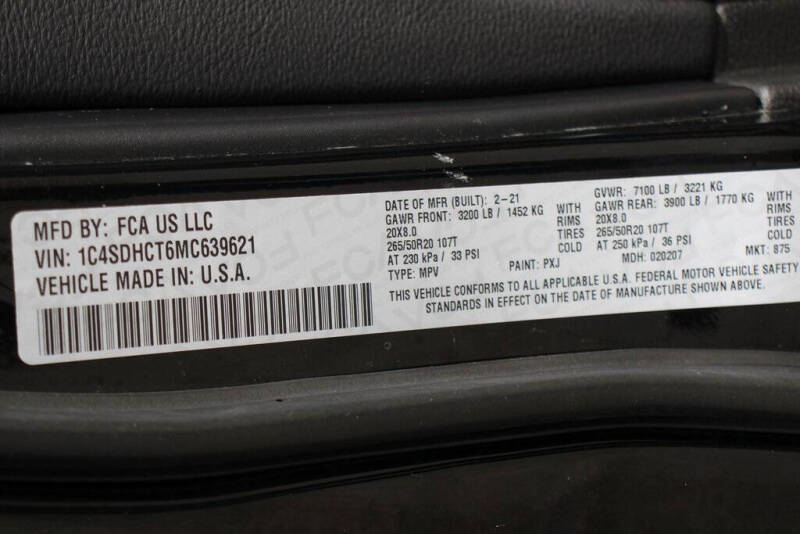 MFD BY: FCA US LLC
VIN: 1C4SDHCT6MC639621
VEHICLE MADE IN: U.S.A.
DATE OF MFR (BUILT): 2-21 GVWR: 7100 LB / 3221 KG
GAWR FRONT: 3200 LB / 1452 KG WITH GAWR REAR: 3900 LB / 1770 KG WITH
20X8.0 RIMS 20X8.0 RIMS
265/50R20 107T TIRES 265/50R20 107T TIRES
AT 230 kPa / 33 PSI COLD AT 250 kPa / 36 PSI COLD
TYPE: MPV PAINT: PXJ MDH: 020207 MKT: 875
THIS VEHICLE CONFORMS TO ALL APPLICABLE U.S.A. FEDERAL MOTOR VEHICLE SAFETY
STANDARDS IN EFFECT ON THE DATE OF MANUFACTURE SHOWN ABOVE.